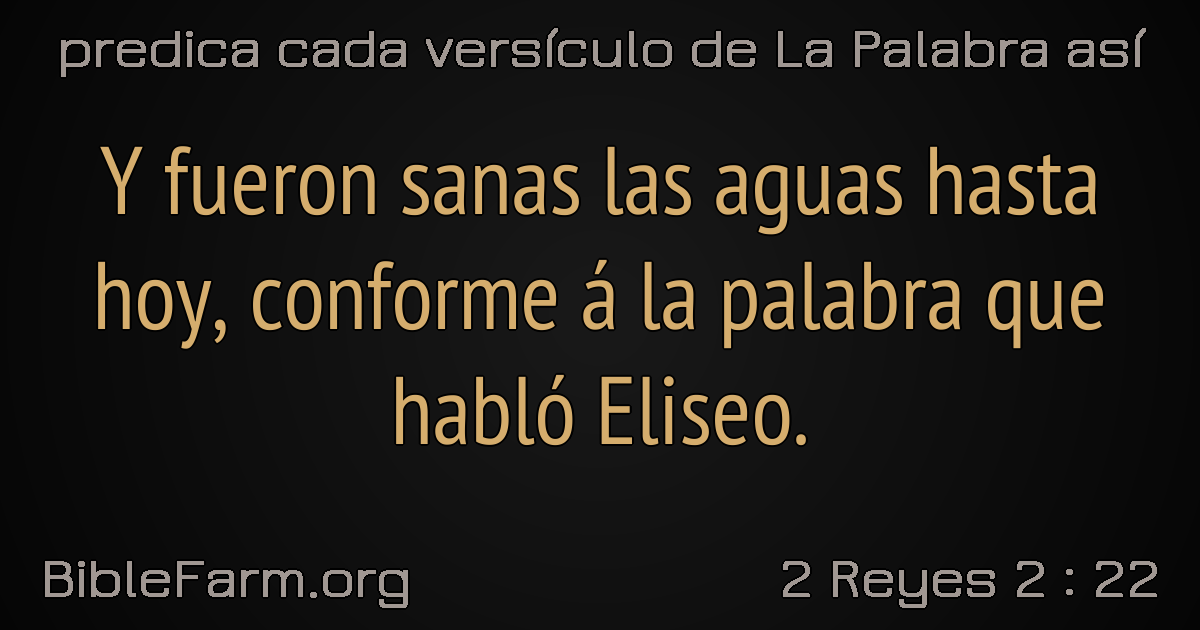 predica cada versículo de La Palabra así
Y fueron sanas las aguas hasta
hoy, conforme á la palabra que
habló Eliseo.
BibleFarm.org
2 Reyes 2 : 22